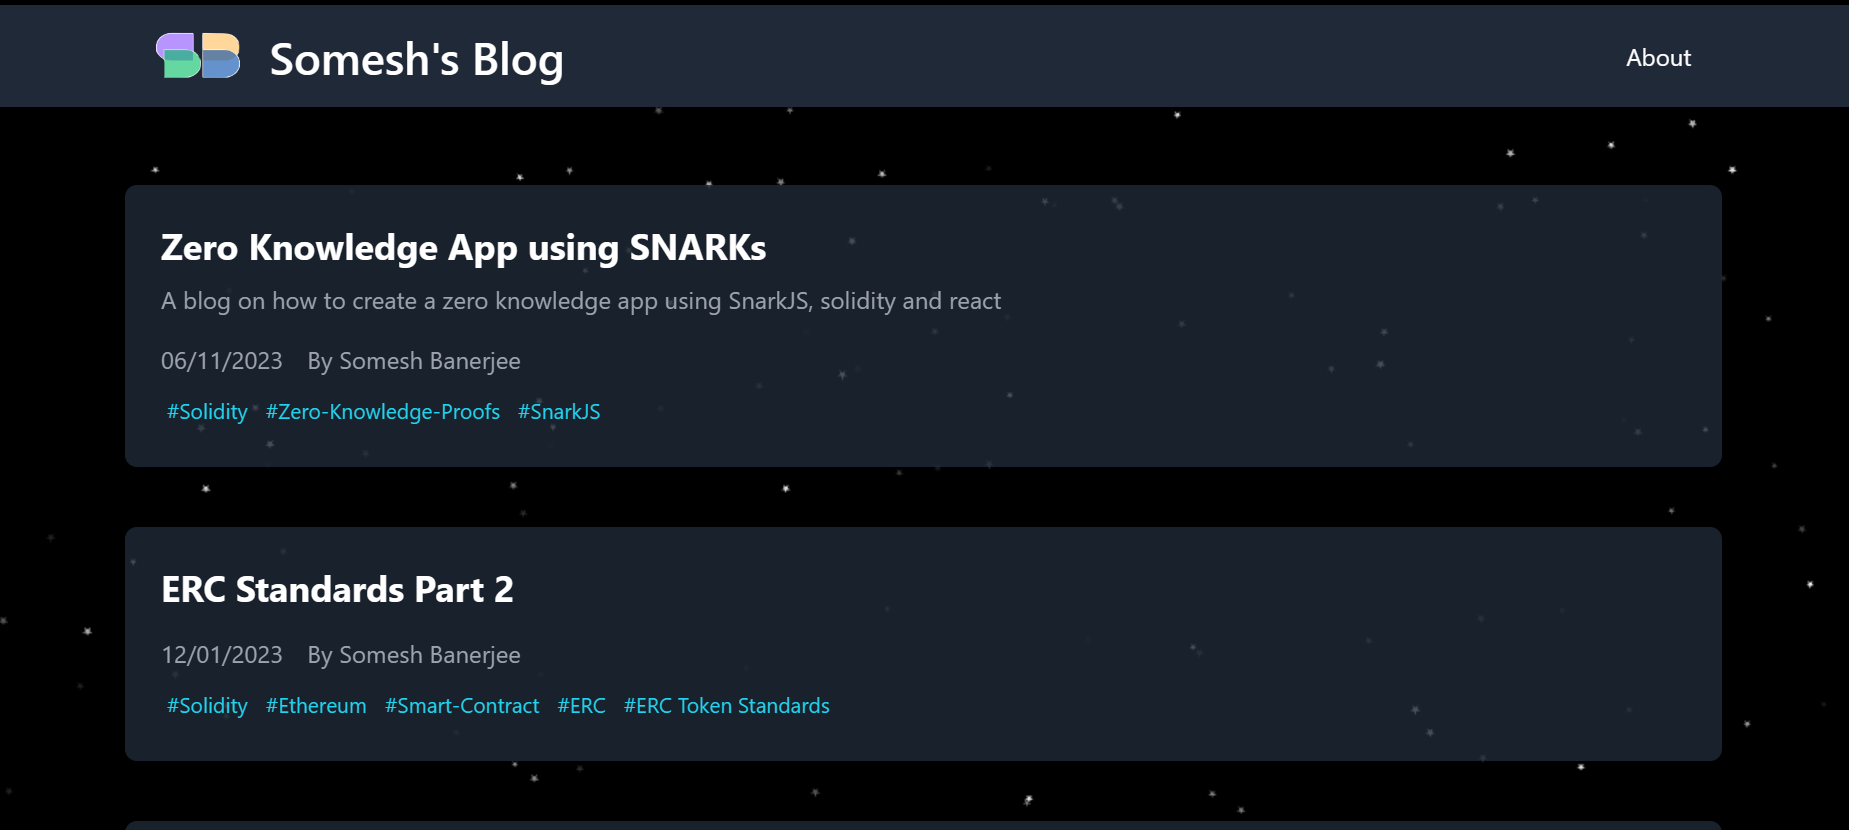 SB Somesh's Blog About
Zero Knowledge App using SNARKs
A blog on how to create a zero knowledge app using SnarkJS, solidity and react
06/11/2023 By Somesh Banerjee
#Solidity #Zero-Knowledge-Proofs #SnarkJS
ERC Standards Part 2
12/01/2023 By Somesh Banerjee
#Solidity #Ethereum #Smart-Contract #ERC #ERC Token Standards